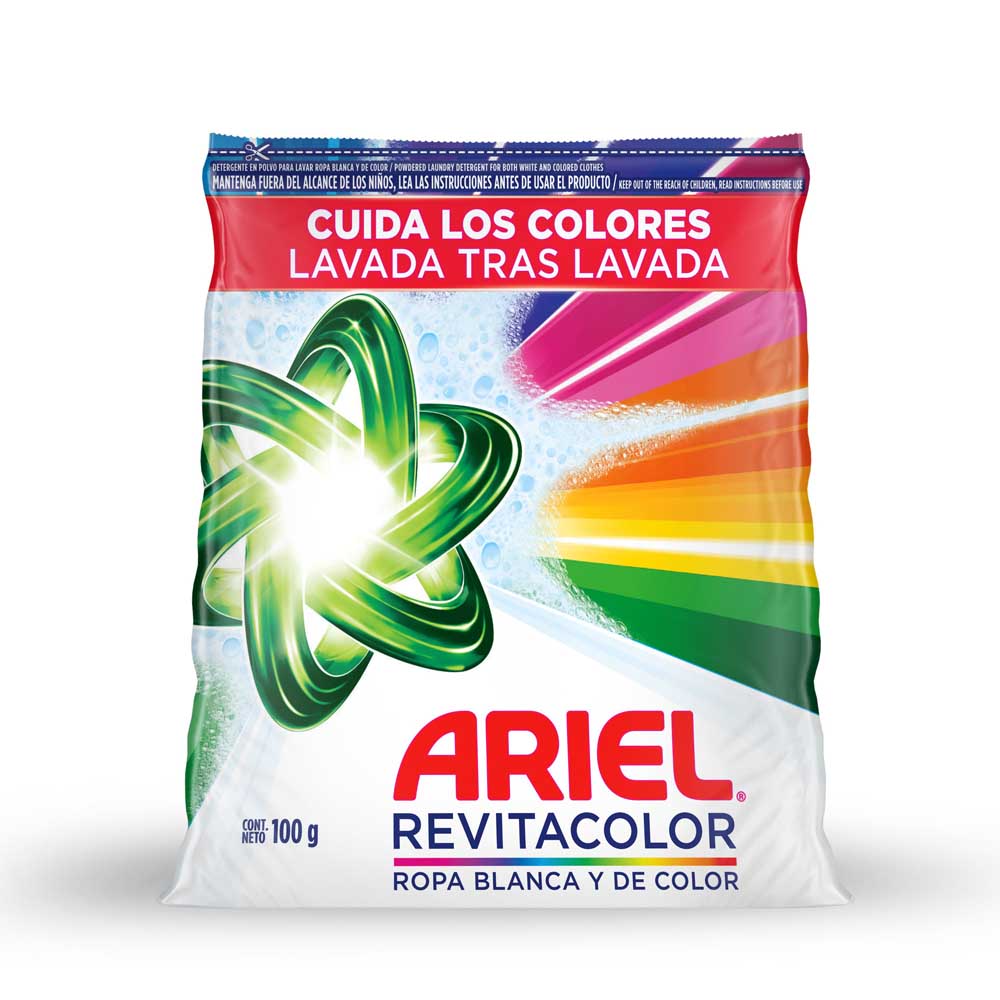 DETERGENTE EN POLVO PARA LAVAR ROPA BLANCA Y DE COLOR / POWDERED LAUNDRY DETERGENT FOR BOTH WHITE AND COLORED CLOTHES
MANTENGA FUERA DEL ALCANCE DE LOS NIÑOS, LEA LAS INSTRUCCIONES ANTES DE USAR EL PRODUCTO / KEEP OUT OF THE REACH OF CHILDREN, READ INSTRUCTIONS BEFORE USE
CUIDA LOS COLORES
LAVADA TRAS LAVADA
ARIEL®
REVITACOLOR
CONT. NETO 100 g
ROPA BLANCA Y DE COLOR